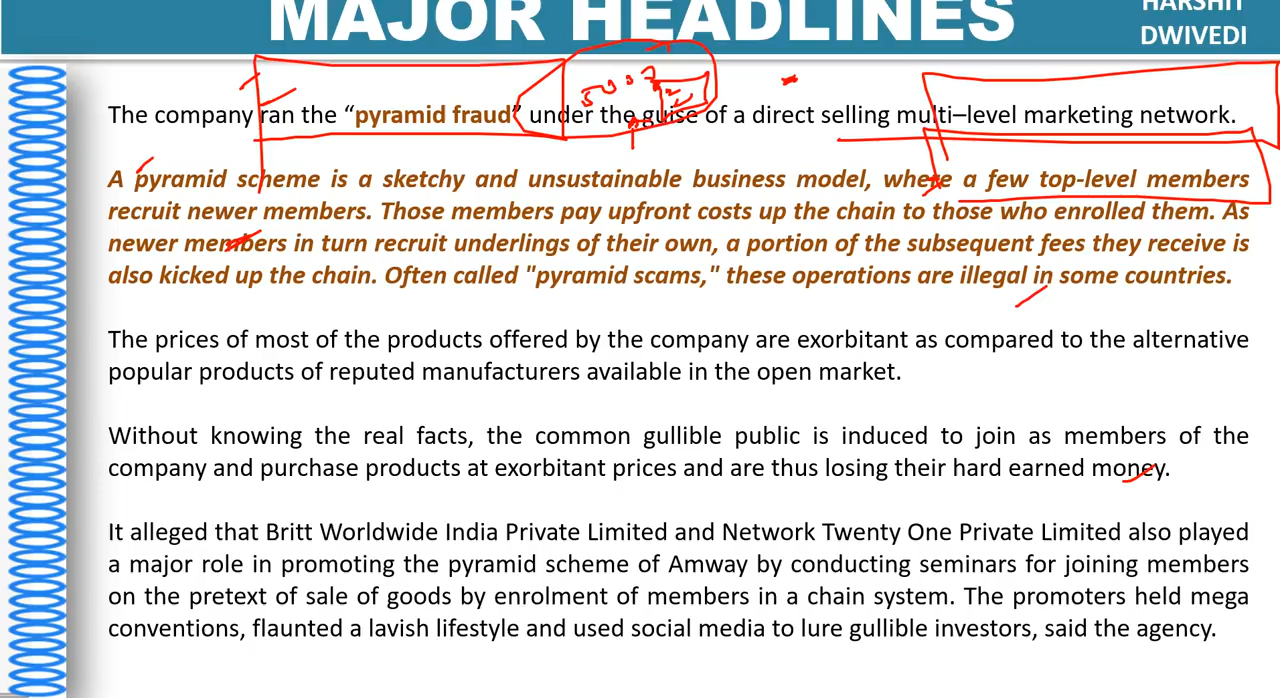 MAJOR HEADLINES
HARSHIT
DWIVEDI
The company ran the “pyramid fraud” under the guise of a direct selling multi–level marketing network.
A pyramid scheme is a sketchy and unsustainable business model, where a few top-level members
recruit newer members. Those members pay upfront costs up the chain to those who enrolled them. As
newer members in turn recruit underlings of their own, a portion of the subsequent fees they receive is
also kicked up the chain. Often called "pyramid scams," these operations are illegal in some countries.
The prices of most of the products offered by the company are exorbitant as compared to the alternative
popular products of reputed manufacturers available in the open market.
Without knowing the real facts, the common gullible public is induced to join as members of the
company and purchase products at exorbitant prices and are thus losing their hard earned money.
It alleged that Britt Worldwide India Private Limited and Network Twenty One Private Limited also played
a major role in promoting the pyramid scheme of Amway by conducting seminars for joining members
on the pretext of sale of goods by enrolment of members in a chain system. The promoters held mega
conventions, flaunted a lavish lifestyle and used social media to lure gullible investors, said the agency.